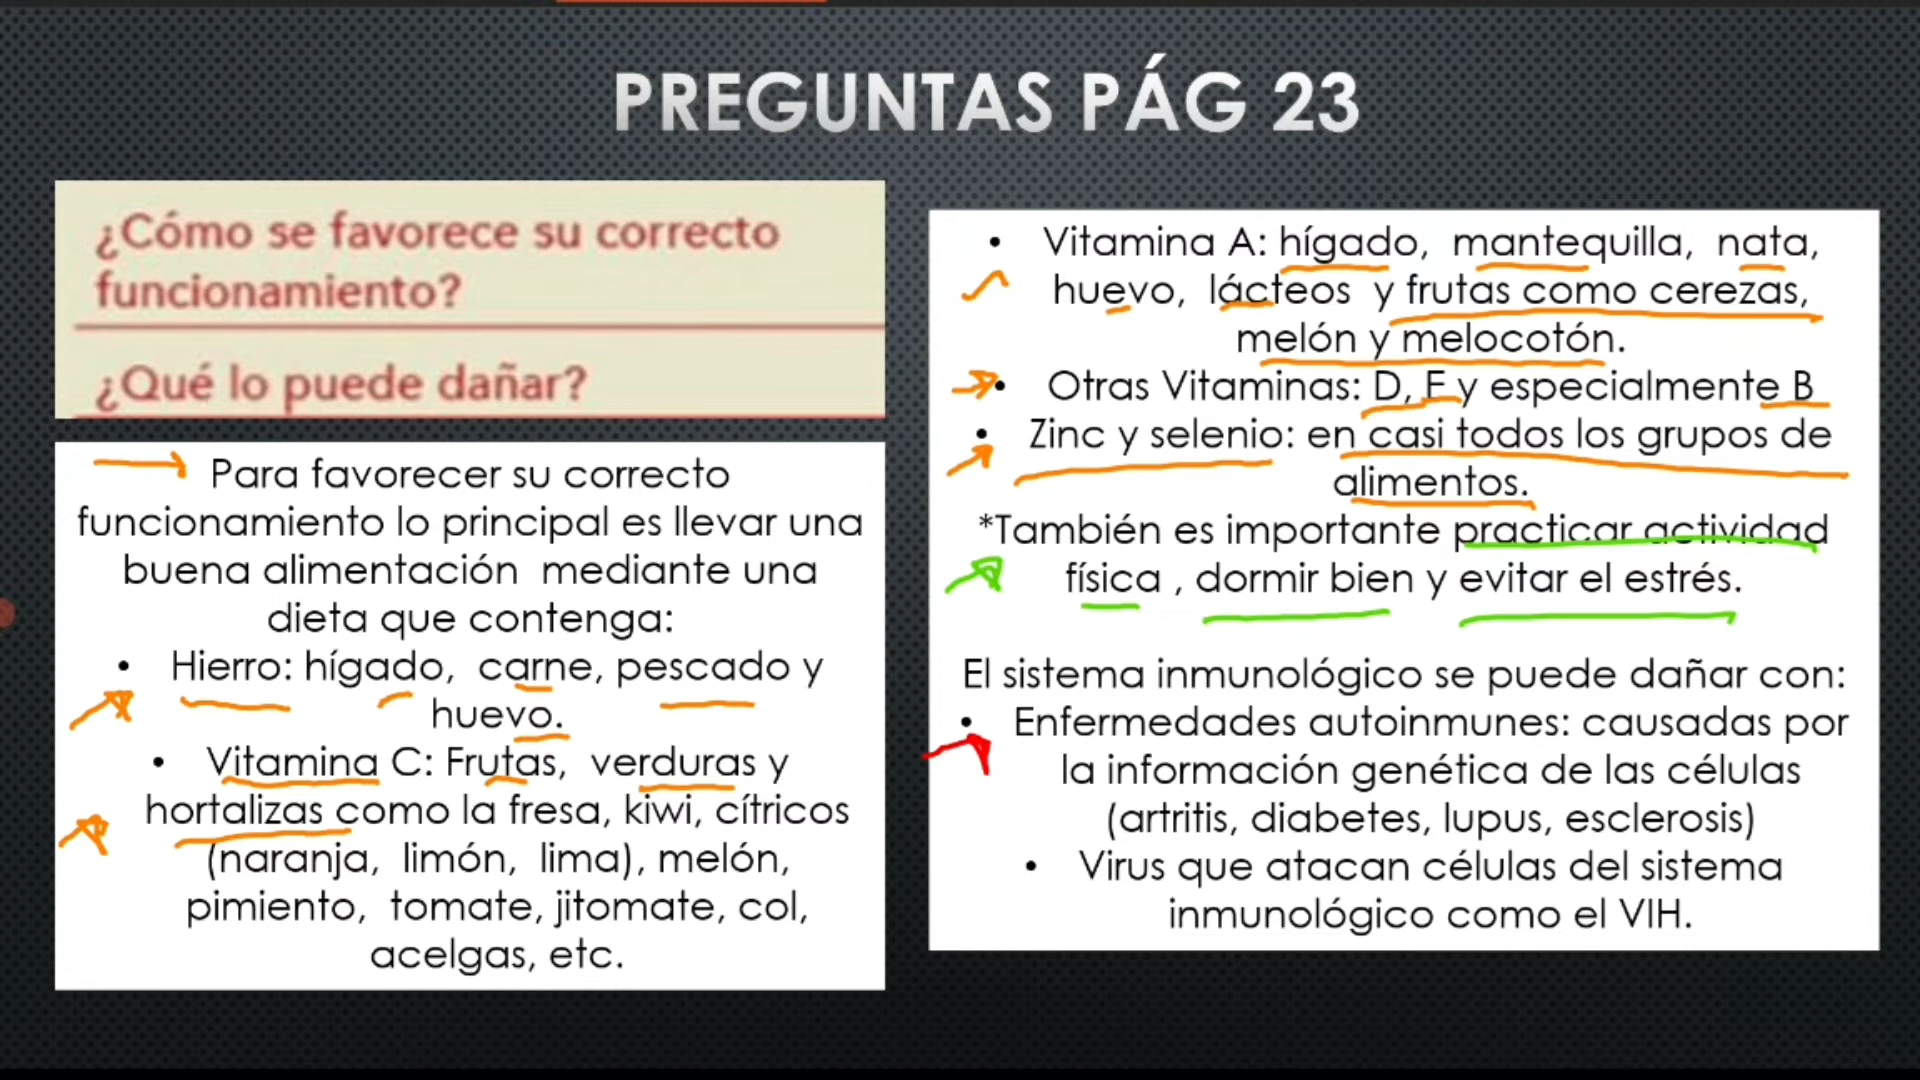 PREGUNTAS PÁG 23
¿Cómo se favorece su correcto
funcionamiento?
¿Qué lo puede dañar?
Para favorecer su correcto
funcionamiento lo principal es llevar una
buena alimentación mediante una
dieta que contenga:
• Hierro: hígado, carne, pescado y
huevo.
• Vitamina C: Frutas, verduras y
hortalizas como la fresa, kiwi, cítricos
(naranja, limón, lima), melón,
pimiento, tomate, jitomate, col,
acelgas, etc.
• Vitamina A: hígado, mantequilla, nata,
huevo, lácteos y frutas como cerezas,
melón y melocotón.
• Otras Vitaminas: D, E y especialmente B
• Zinc y selenio: en casi todos los grupos de
alimentos.
*También es importante practicar actividad
física , dormir bien y evitar el estrés.
El sistema inmunológico se puede dañar con:
• Enfermedades autoinmunes: causadas por
la información genética de las células
(artritis, diabetes, lupus, esclerosis)
• Virus que atacan células del sistema
inmunológico como el VIH.